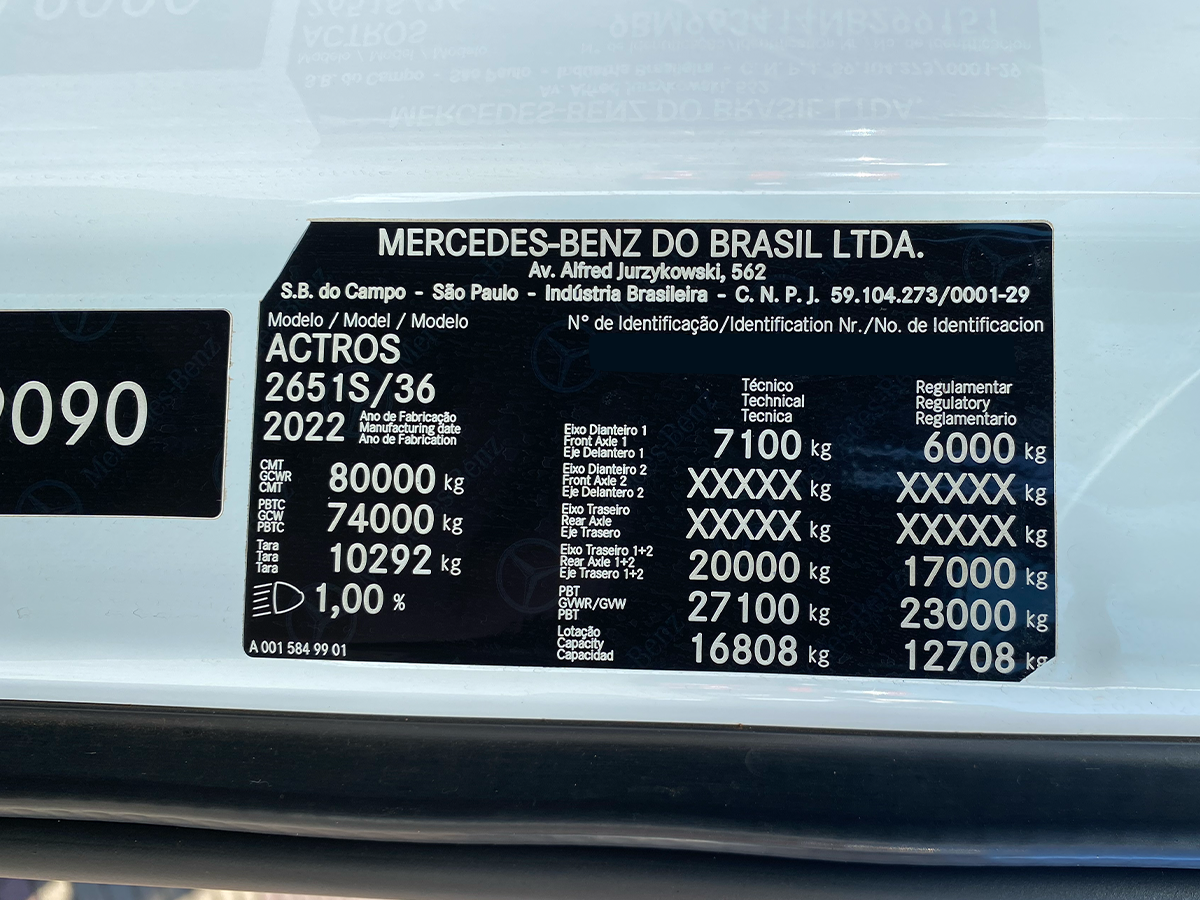 MERCEDES-BENZ DO BRASIL LTDA.
Av. Alfred Jurzykowski, 562
S.B. do Campo - São Paulo - Indústria Brasileira - C. N. P. J. 59.104.273/0001-29
Modelo / Model / Modelo
N° de Identificação/Identification Nr./No. de Identificacion
ACTROS
2651S/36
2022 Ano de Fabricação
Manufacturing date
Ano de Fabrication
CMT
GCWR
CMT
80000 kg
PBTC
GCW
PBTC
74000 kg
Tara
Tara
Tara
10292 kg
1,00 %
A 001 584 99 01
Técnico
Technical
Tecnica
Regulamentar
Regulatory
Reglamentario
Eixo Dianteiro 1
Front Axle 1
Eje Delantero 1
7100 kg 6000 kg
Eixo Dianteiro 2
Front Axle 2
Eje Delantero 2
XXXXX kg XXXXX kg
Eixo Traseiro
Rear Axle
Eje Trasero
XXXXX kg XXXXX kg
Eixo Traseiro 1+2
Rear Axle 1+2
Eje Trasero 1+2
20000 kg 17000 kg
PBT
GVWR/GVW
PBT
27100 kg 23000 kg
Lotação
Capacity
Capacidad
16808 kg 12708 kg
9090